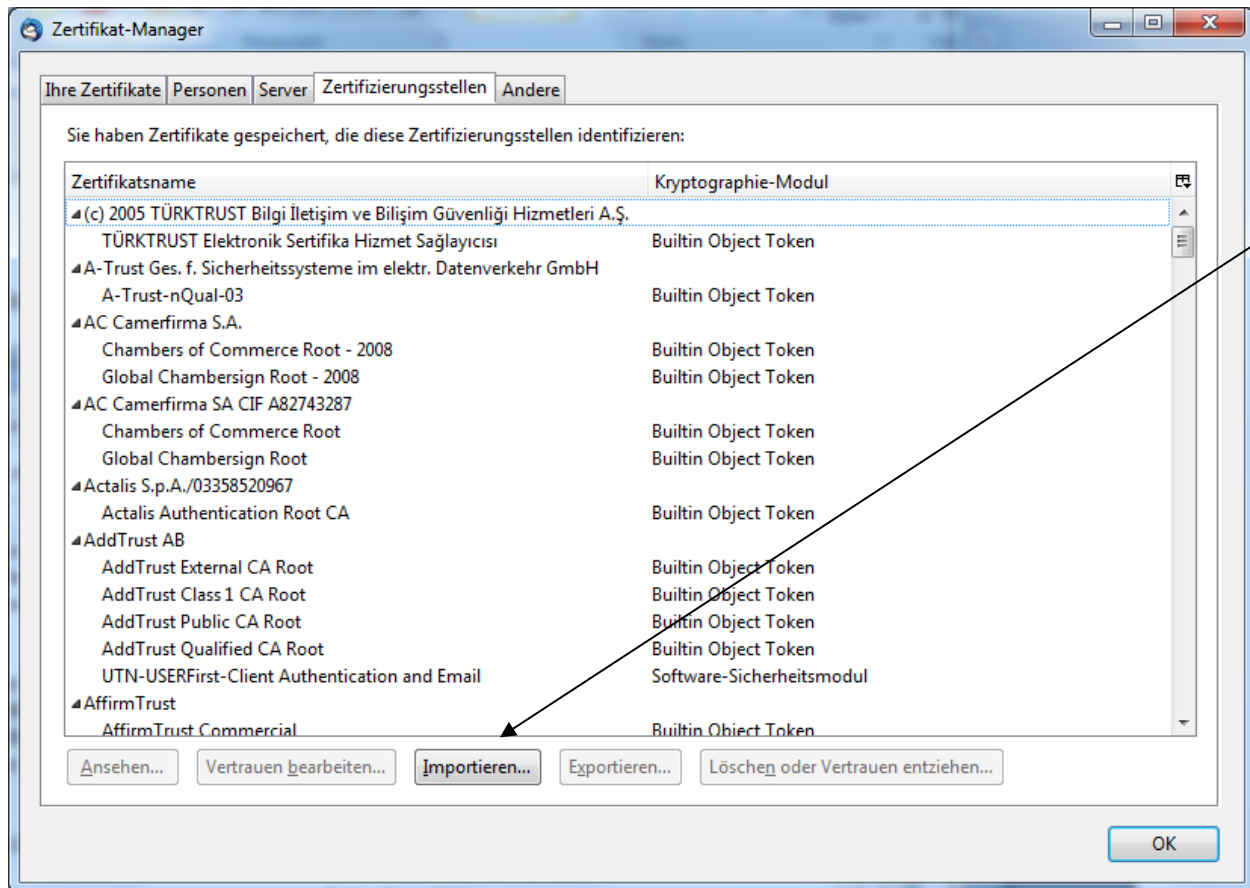 Zertifikat-Manager
Ihre Zertifikate Personen Server Zertifizierungsstellen Andere
Sie haben Zertifikate gespeichert, die diese Zertifizierungsstellen identifizieren:
Zertifikatsname Kryptographie-Modul
(c) 2005 TÜRKTRUST Bilgi İletişim ve Bilişim Güvenliği Hizmetleri A.Ş.
TÜRKTRUST Elektronik Sertifika Hizmet Sağlayıcısı Builtin Object Token
A-Trust Ges. f. Sicherheitssysteme im elektr. Datenverkehr GmbH
A-Trust-nQual-03 Builtin Object Token
AC Camerfirma S.A.
Chambers of Commerce Root - 2008 Builtin Object Token
Global Chambersign Root - 2008 Builtin Object Token
AC Camerfirma SA CIF A82743287
Chambers of Commerce Root Builtin Object Token
Global Chambersign Root Builtin Object Token
Actalis S.p.A./03358520967
Actalis Authentication Root CA Builtin Object Token
AddTrust AB
AddTrust External CA Root Builtin Object Token
AddTrust Class 1 CA Root Builtin Object Token
AddTrust Public CA Root Builtin Object Token
AddTrust Qualified CA Root Builtin Object Token
UTN-USERFirst-Client Authentication and Email Software-Sicherheitsmodul
AffirmTrust
AffirmTrust Commercial Builtin Object Token
Ansehen... Vertrauen bearbeiten... Importieren... Exportieren... Löschen oder Vertrauen entziehen...
OK